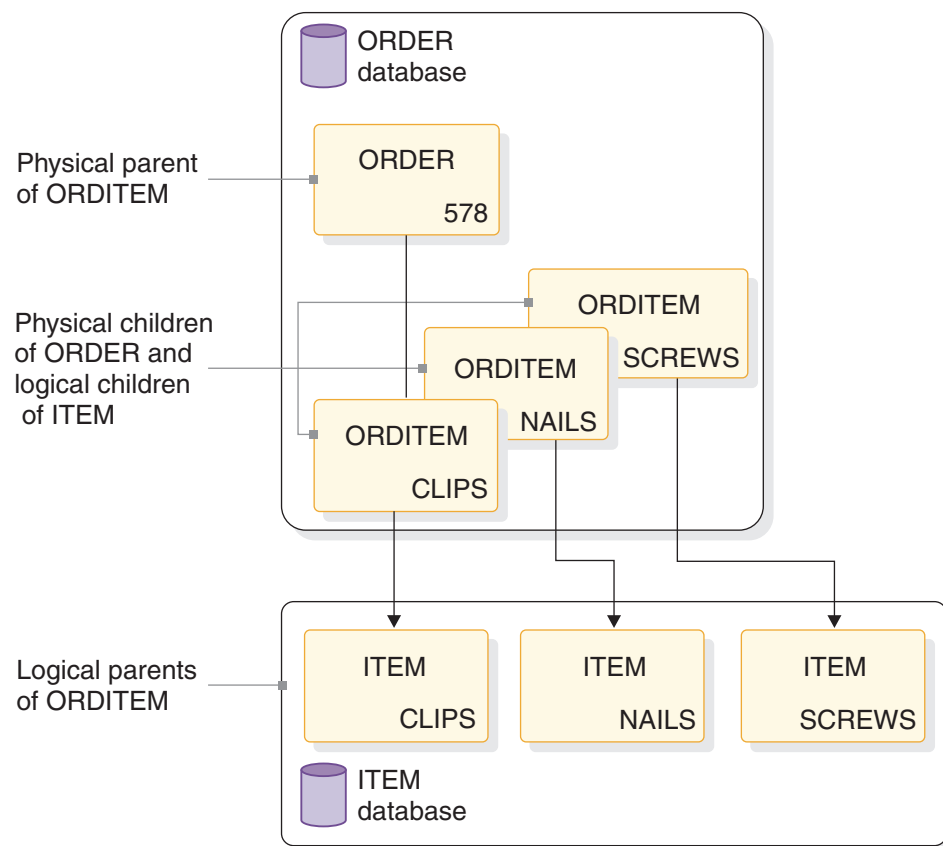 ORDER
database
Physical parent
of ORDITEM
ORDER
578
Physical children
of ORDER and
logical children
of ITEM
ORDITEM
SCREWS
ORDITEM
NAILS
ORDITEM
CLIPS
Logical parents
of ORDITEM
ITEM
CLIPS
ITEM
NAILS
ITEM
SCREWS
ITEM
database